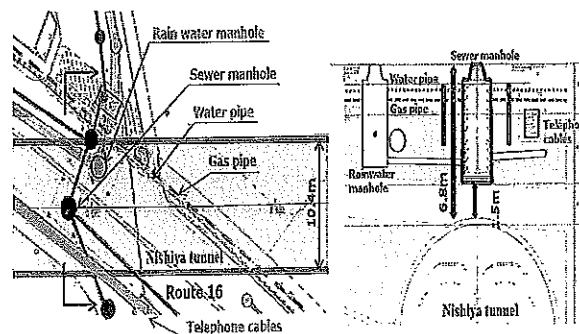 Rain water manhole
Sewer manhole
Water pipe
Gas pipe
10.4m
Nishiya tunnel
Route 16
Telephone cables
Sewer manhole
Water pipe
Gas pipe
Telephone
cables
Rainwater
manhole
6.8m
1.5m
Nishiya tunnel